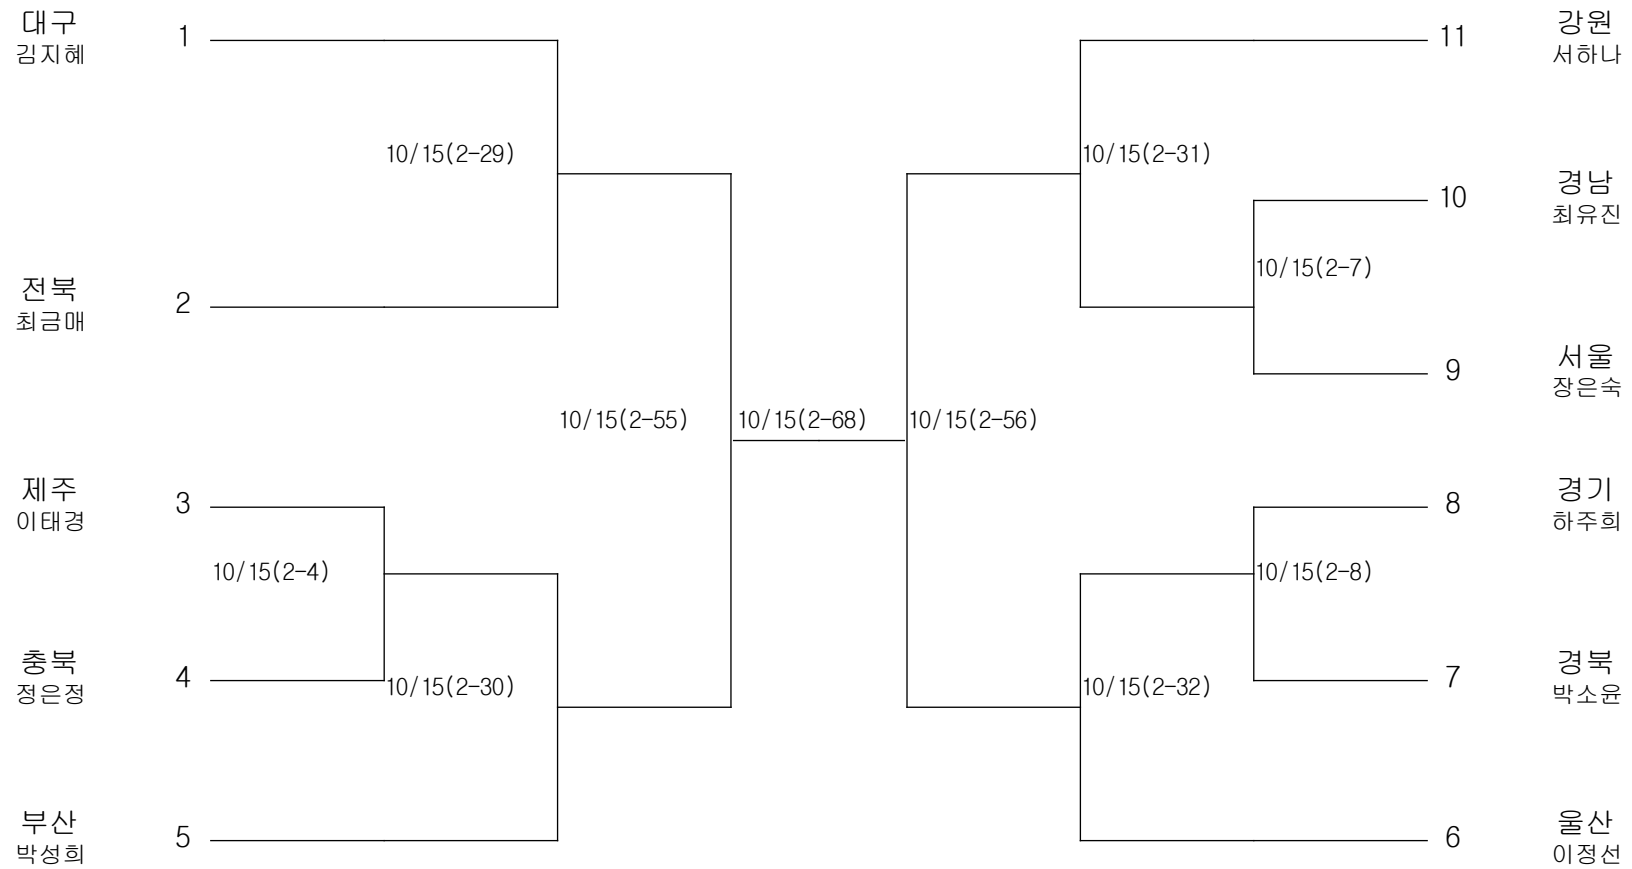 대구
김지혜
1
10/15(2-29)
전북
최금매
2
제주
이태경
3
10/15(2-4)
충북
정은정
4
10/15(2-30)
부산
박성희
5
10/15(2-55)
10/15(2-68)
10/15(2-56)
11
강원
서하나
10/15(2-31)
10
경남
최유진
10/15(2-7)
9
서울
장은숙
8
경기
하주희
10/15(2-8)
7
경북
박소윤
10/15(2-32)
6
울산
이정선